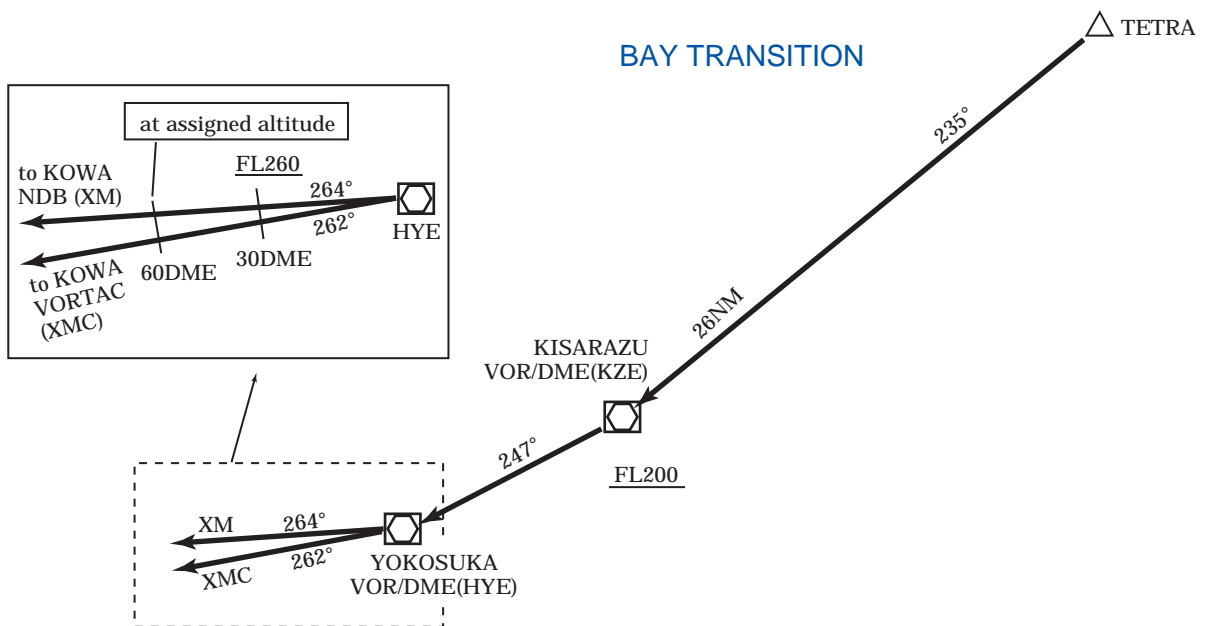 BAY TRANSITION
TETRA
235°
26NM
at assigned altitude
to KOWA
NDB (XM)
FL260
264°
262°
HYE
60DME
30DME
to KOWA
VORTAC
(XMC)
KISARAZU
VOR/DME(KZE)
247°
FL200
XM
264°
262°
XMC
YOKOSUKA
VOR/DME(HYE)